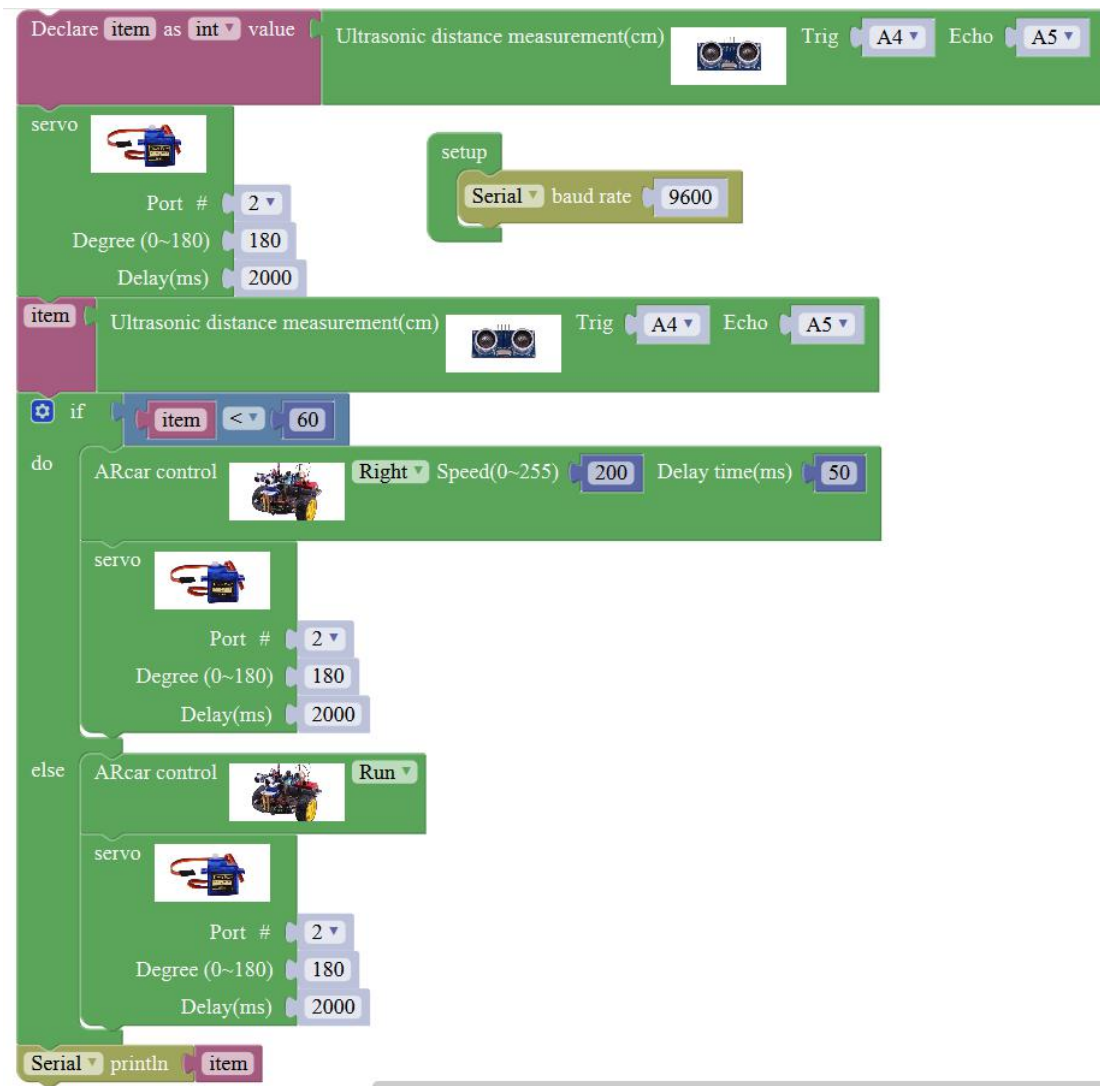 Declare item as int value Ultrasonic distance measurement(cm) Trig A4 Echo A5
servo
Port # 2
Degree (0~180) 180
Delay(ms) 2000
setup
Serial baud rate 9600
item Ultrasonic distance measurement(cm) Trig A4 Echo A5
if item < 60
do ARcar control Right Speed(0~255) 200 Delay time(ms) 50
servo
Port # 2
Degree (0~180) 180
Delay(ms) 2000
else ARcar control Run
servo
Port # 2
Degree (0~180) 180
Delay(ms) 2000
Serial println item